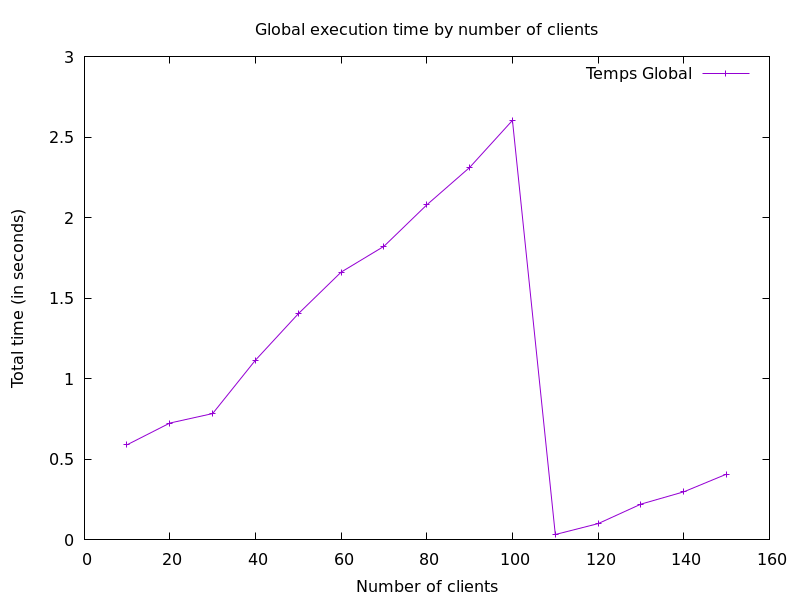 Global execution time by number of clients
Temps Global
3
2.5
2
1.5
1
0.5
0
0 20 40 60 80 100 120 140 160
Total time (in seconds)
Number of clients